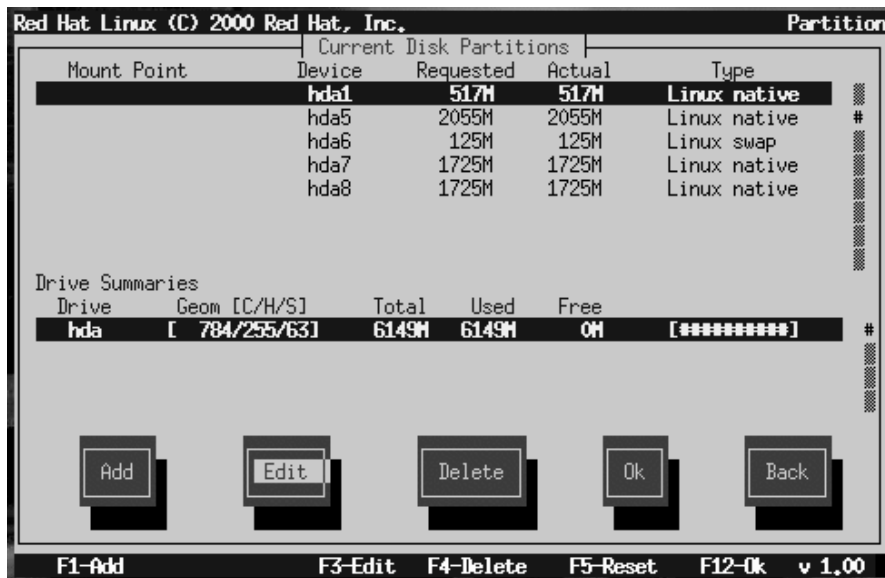 Red Hat Linux (C) 2000 Red Hat, Inc. Partition
Current Disk Partitions
Mount Point Device Requested Actual Type
hda1 517M 517M Linux native
hda5 2055M 2055M Linux native
hda6 125M 125M Linux swap
hda7 1725M 1725M Linux native
hda8 1725M 1725M Linux native
Drive Summaries
Drive Geom [C/H/S] Total Used Free
hda [ 784/255/63] 6149M 6149M 0M [##########]
Add Edit Delete Ok Back
F1-Add F3-Edit F4-Delete F5-Reset F12-Ok v 1.00